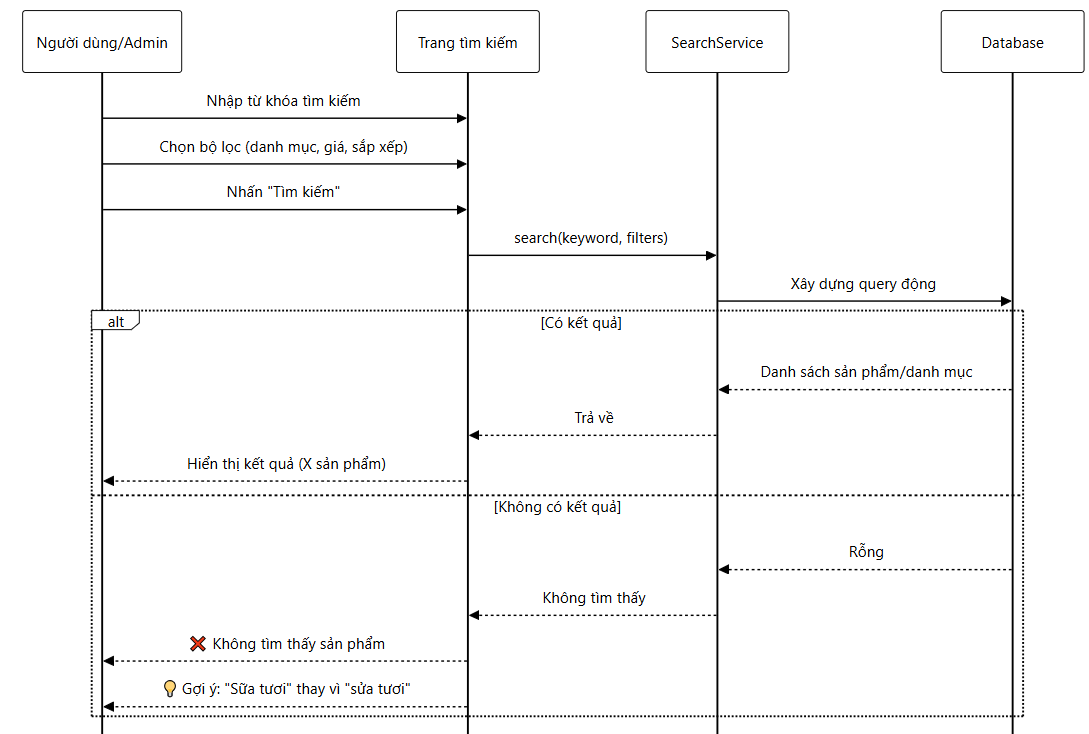 Người dùng/Admin
Trang tìm kiếm
SearchService
Database
Nhập từ khóa tìm kiếm
Chọn bộ lọc (danh mục, giá, sắp xếp)
Nhấn "Tìm kiếm"
search(keyword, filters)
Xây dựng query động
alt
[Có kết quả]
Danh sách sản phẩm/danh mục
Trả về
Hiển thị kết quả (X sản phẩm)
[Không có kết quả]
Rỗng
Không tìm thấy
❌ Không tìm thấy sản phẩm
💡 Gợi ý: "Sữa tươi" thay vì "sửa tươi"